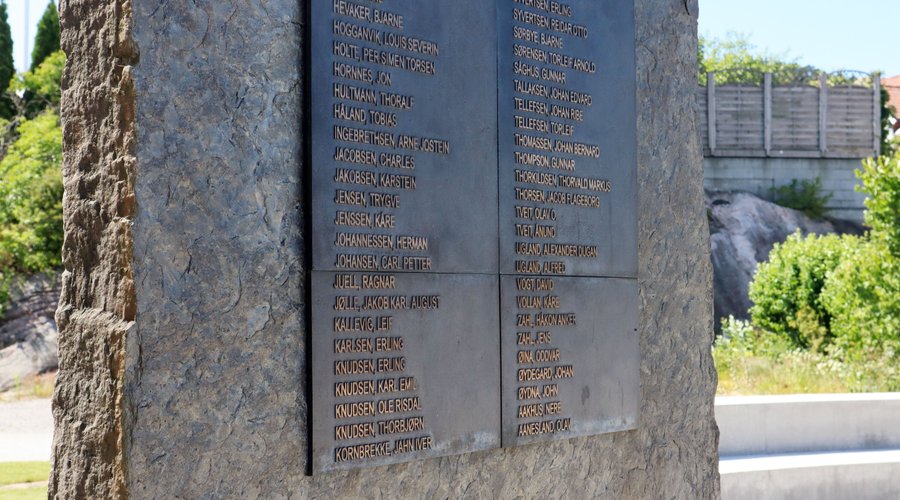 HEVAKER, BJARNE
HOGGANVIK, LOUIS SEVERIN
HOLTE, PER SIMEN TORSEN
HORNNES, JON
HULTMANN, THORALF
HÅLAND, TOBIAS
INGEBRETHSEN, ARNE JOSTEIN
JACOBSEN, CHARLES
JAKOBSEN, KARSTEIN
JENSEN, TRYGVE
JENSSEN, KÅRE
JOHANNESSEN, HERMAN
JOHANSEN, CARL PETTER
JUELL, RAGNAR
JØLLE, JAKOB KARL AUGUST
KALLEVIG, LEIF
KARLSEN, ERLING
KNUDSEN, ERLING
KNUDSEN, KARL EMIL
KNUDSEN, OLE RISDAL
KNUDSEN, THORBJØRN
KORNBREKKE, JAHN IVER
SYVERTSEN, ERLING
SYVERTSEN, REIDAR OTTO
SØRBYE, BJARNE
SØRENSEN, TORLEIF ARNOLD
SÅGHUS, GUNNAR
TALLAKSEN, JOHAN EDVARD
TELLEFSEN, JOHAN RIBE
TELLEFSEN, TORLEIF
THOMASSEN, JOHAN BERNARD
THOMPSON, GUNNAR
THORKILDSEN, THORVALD MARKUS
THORSEN, JACOB FLAGEBORG
TVEIT, OLAV O.
TVEIT, ÅNUND
UGLAND, ALEXANDER DUGAN
UGLAND, ALFRED
VOGT, DAVID
VOLLAN, KÅRE
ZAHL, HÅKON ANKER
ZAHL, JENS
ØINA, ODDVAR
ØYDEGARD, JOHAN
ØYDNA, JOHN
AAKHUS, NERE
AANESLAND, OLAV